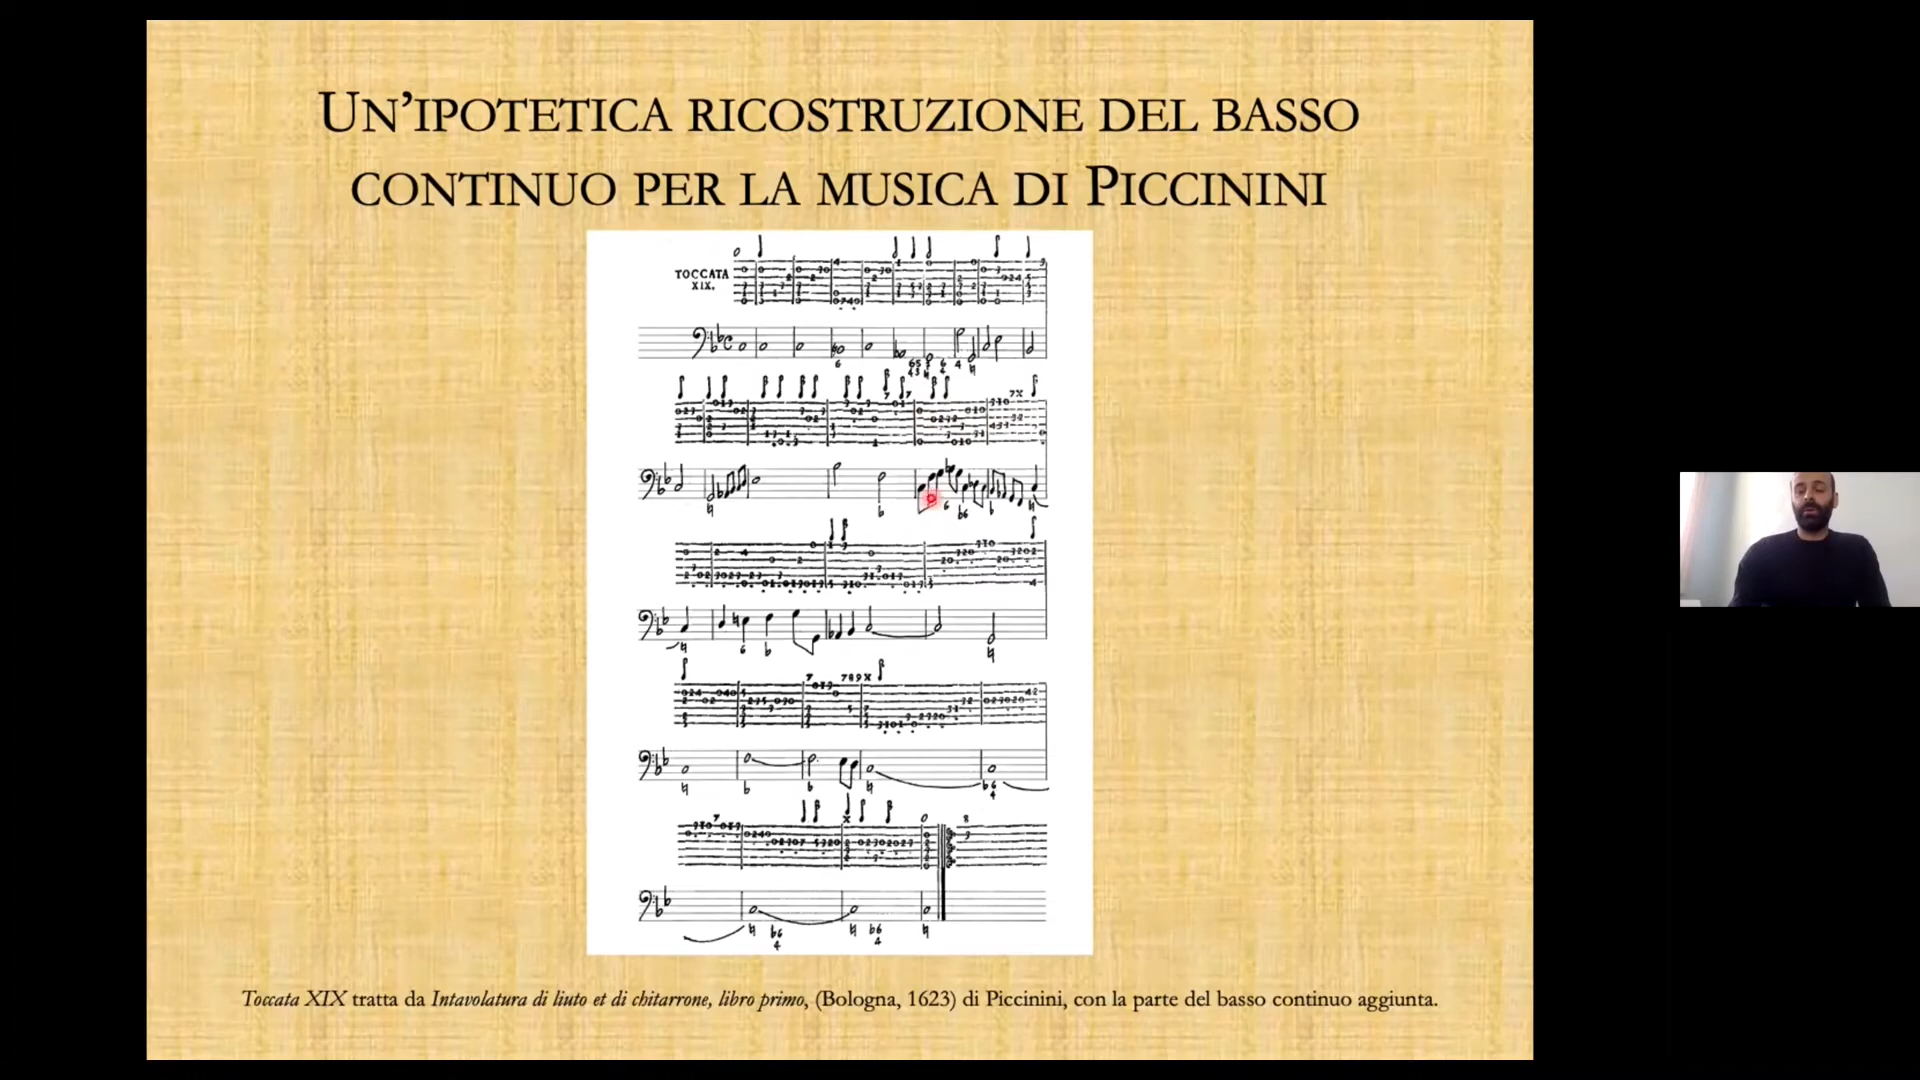 UN'IPOTETICA RICOSTRUZIONE DEL BASSO
CONTINUO PER LA MUSICA DI PICCININI
TOCCATA
XIX.
Toccata XIX tratta da Intavolatura di liuto et di chitarrone, libro primo, (Bologna, 1623) di Piccinini, con la parte del basso continuo aggiunta.